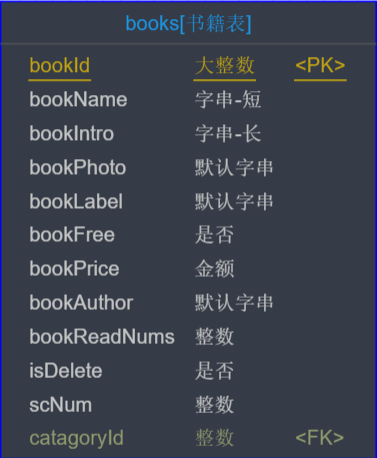 books[书籍表]
bookId 大整数 <PK>
bookName 字串-短
bookIntro 字串-长
bookPhoto 默认字串
bookLabel 默认字串
bookFree 是否
bookPrice 金额
bookAuthor 默认字串
bookReadNums 整数
isDelete 是否
scNum 整数
catagoryId 整数 <FK>